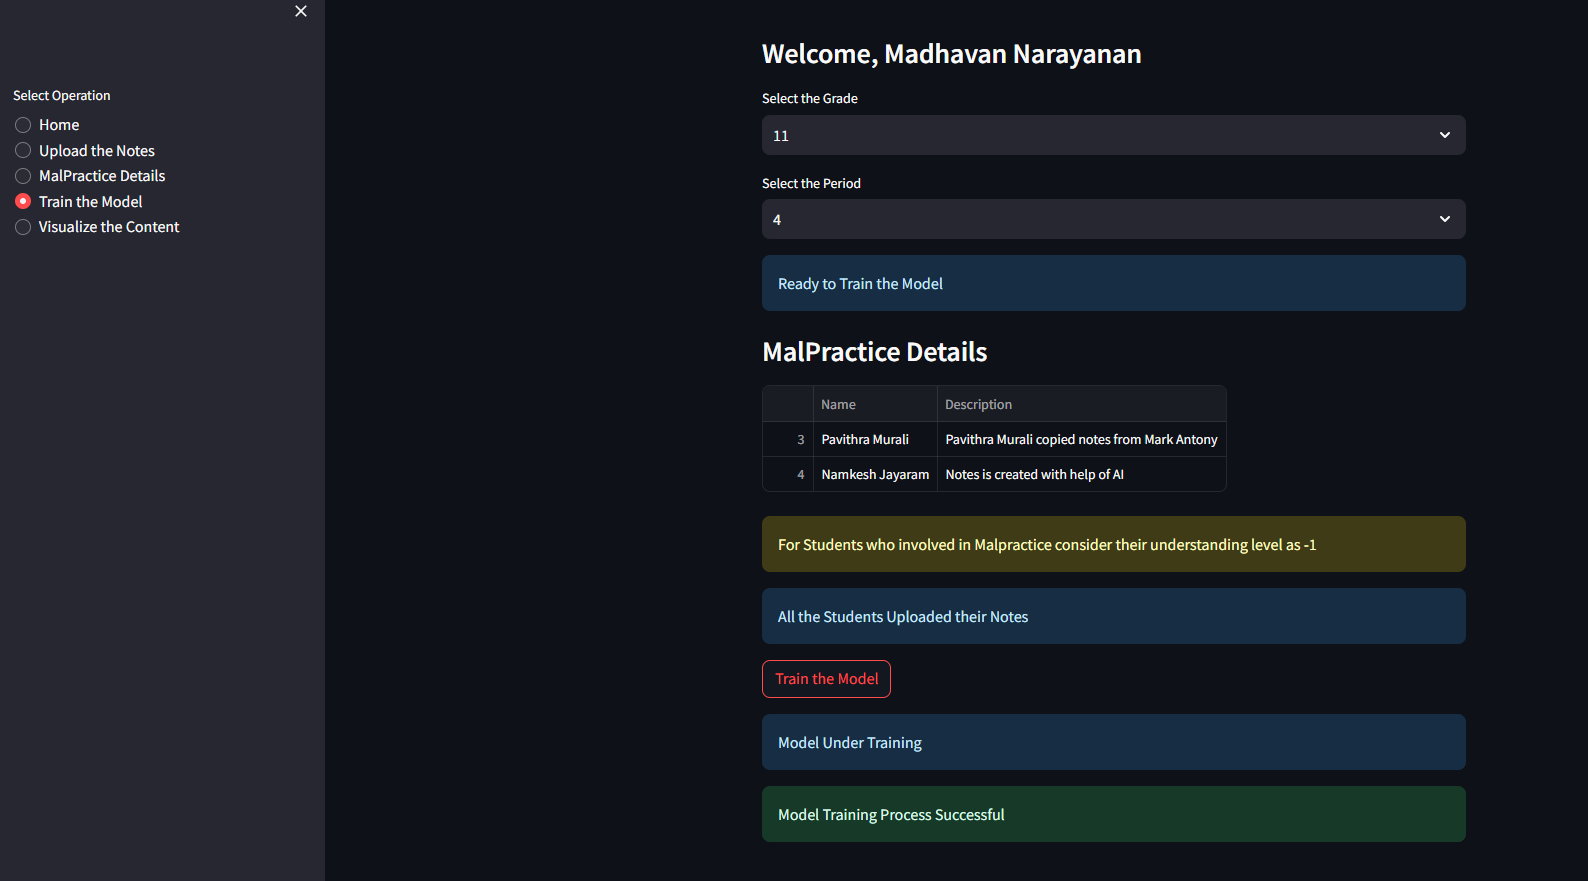 Select Operation
Home
Upload the Notes
MalPractice Details
Train the Model
Visualize the Content
Welcome, Madhavan Narayanan
Select the Grade
11
Select the Period
4
Ready to Train the Model
MalPractice Details
Name Description
3 Pavithra Murali Pavithra Murali copied notes from Mark Antony
4 Namkesh Jayaram Notes is created with help of AI
For Students who involved in Malpractice consider their understanding level as -1
All the Students Uploaded their Notes
Train the Model
Model Under Training
Model Training Process Successful